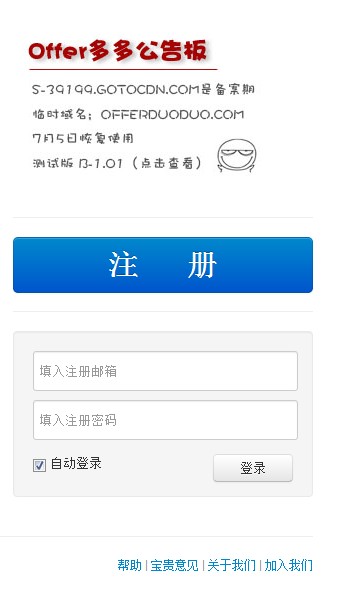 Offer多多公告板
S-39199.GOTOCDN.COM是备案期
临时域名：OFFERDUODUO.COM
7月5日恢复使用
测试版 B-1.01（点击查看）
注 册
填入注册邮箱
填入注册密码
自动登录 登录
帮助 | 宝贵意见 | 关于我们 | 加入我们